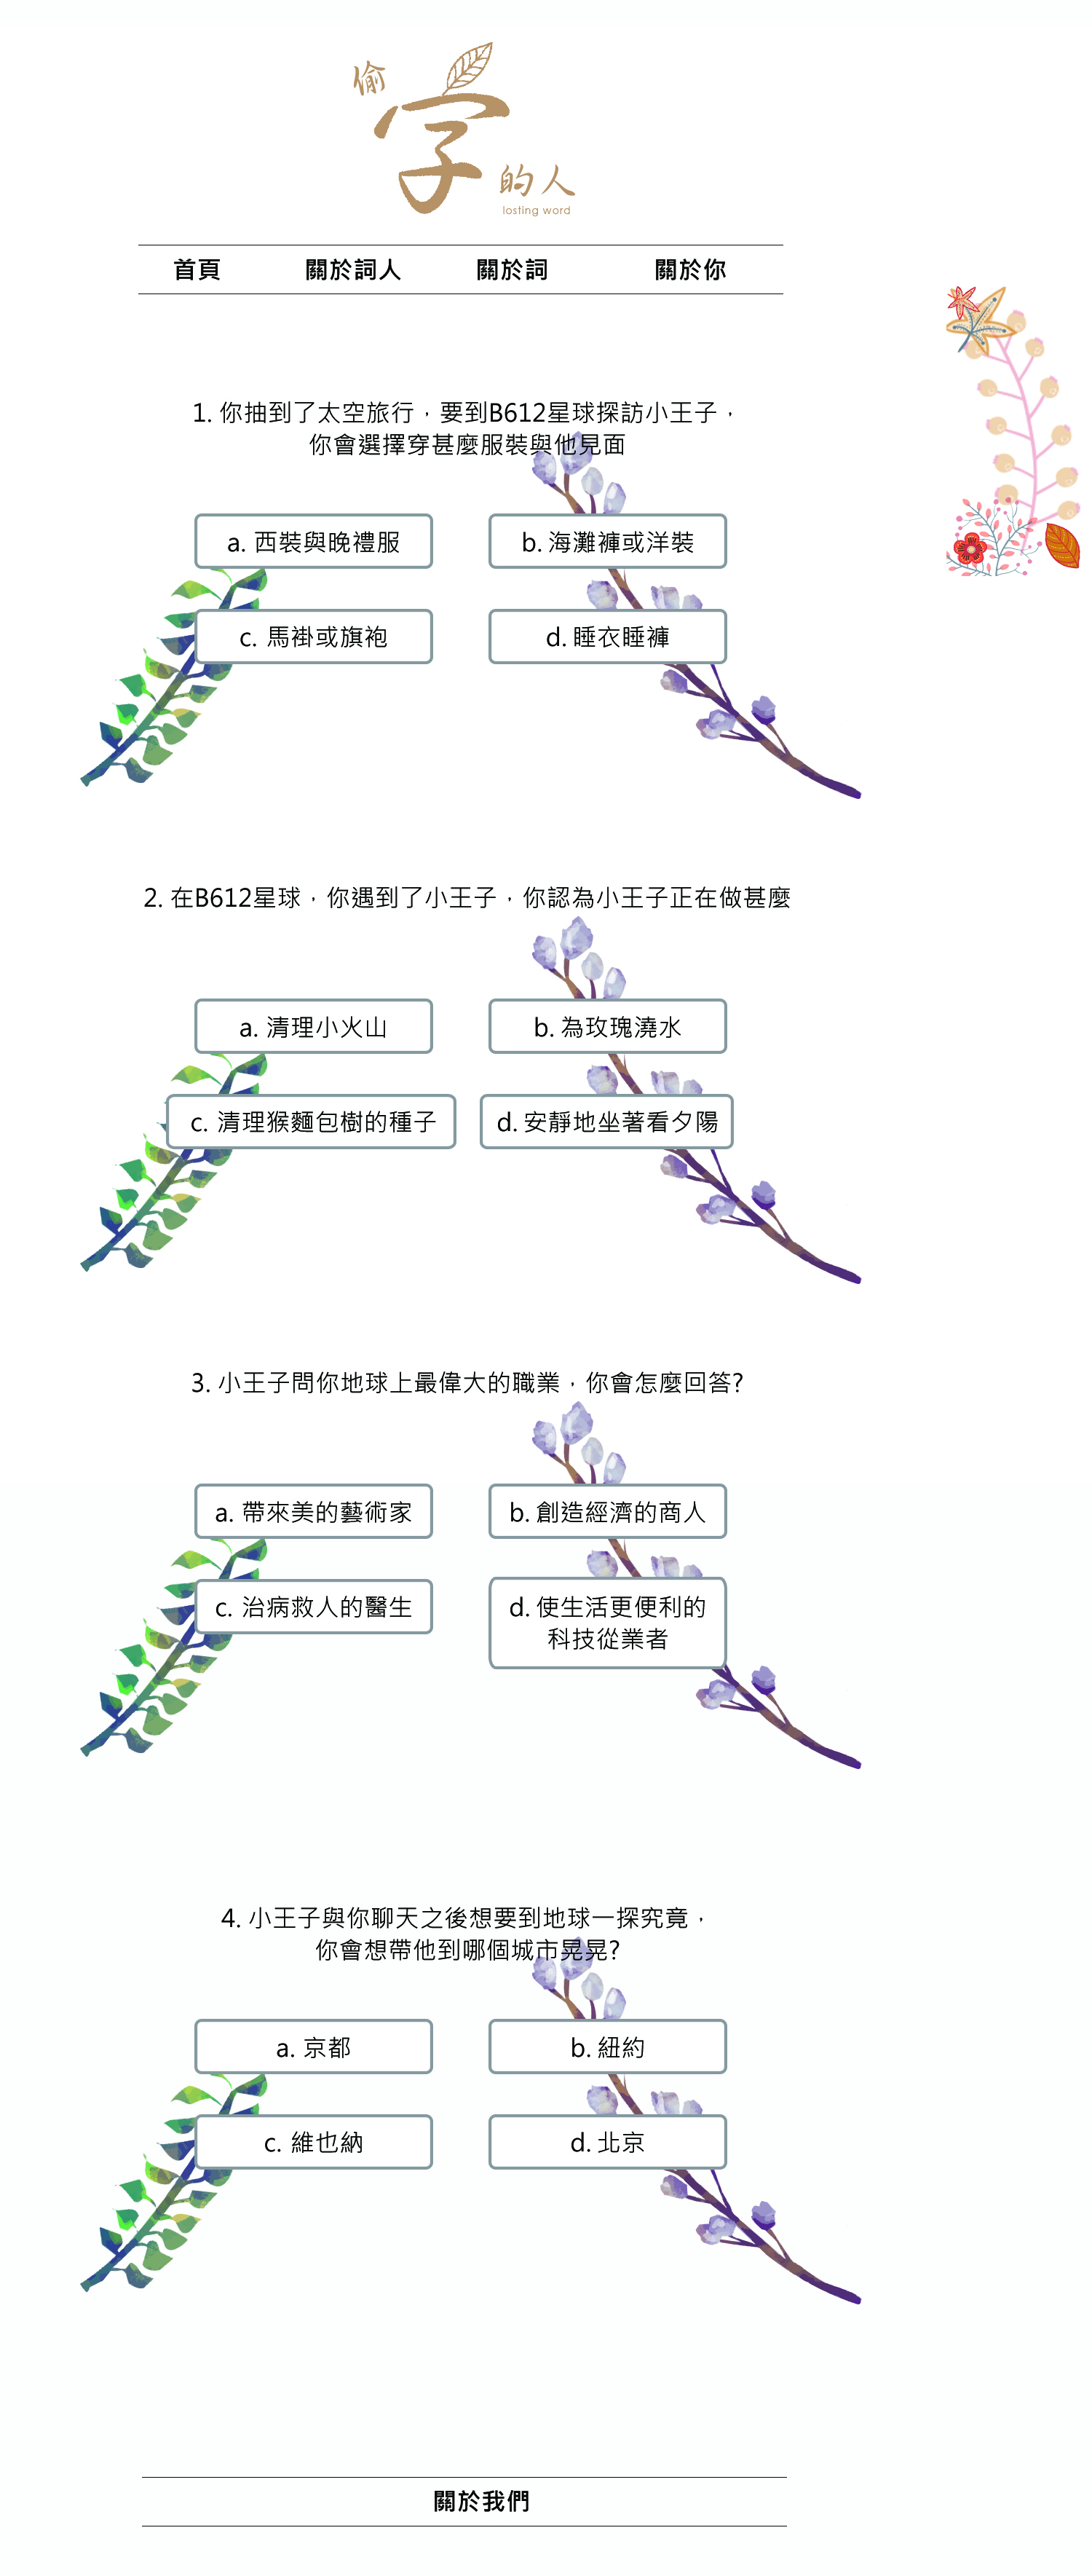 偷
字
的人
losting word
首頁 關於詞人 關於詞 關於你
1. 你抽到了太空旅行，要到B612星球探訪小王子，
你會選擇穿甚麼服裝與他見面
a. 西裝與晚禮服
b. 海灘褲或洋裝
c. 馬褂或旗袍
d. 睡衣睡褲
2. 在B612星球，你遇到了小王子，你認為小王子正在做甚麼
a. 清理小火山
b. 為玫瑰澆水
c. 清理猴麵包樹的種子
d. 安靜地坐著看夕陽
3. 小王子問你地球上最偉大的職業，你會怎麼回答?
a. 帶來美的藝術家
b. 創造經濟的商人
c. 治病救人的醫生
d. 使生活更便利的
科技從業者
4. 小王子與你聊天之後想要到地球一探究竟，
你會想帶他到哪個城市晃晃?
a. 京都
b. 紐約
c. 維也納
d. 北京
關於我們